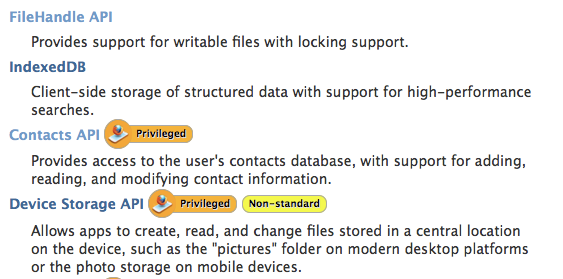 FileHandle API
Provides support for writable files with locking support.
IndexedDB
Client-side storage of structured data with support for high-performance
searches.
Contacts API Privileged
Provides access to the user's contacts database, with support for adding,
reading, and modifying contact information.
Device Storage API Privileged Non-standard
Allows apps to create, read, and change files stored in a central location
on the device, such as the "pictures" folder on modern desktop platforms
or the photo storage on mobile devices.